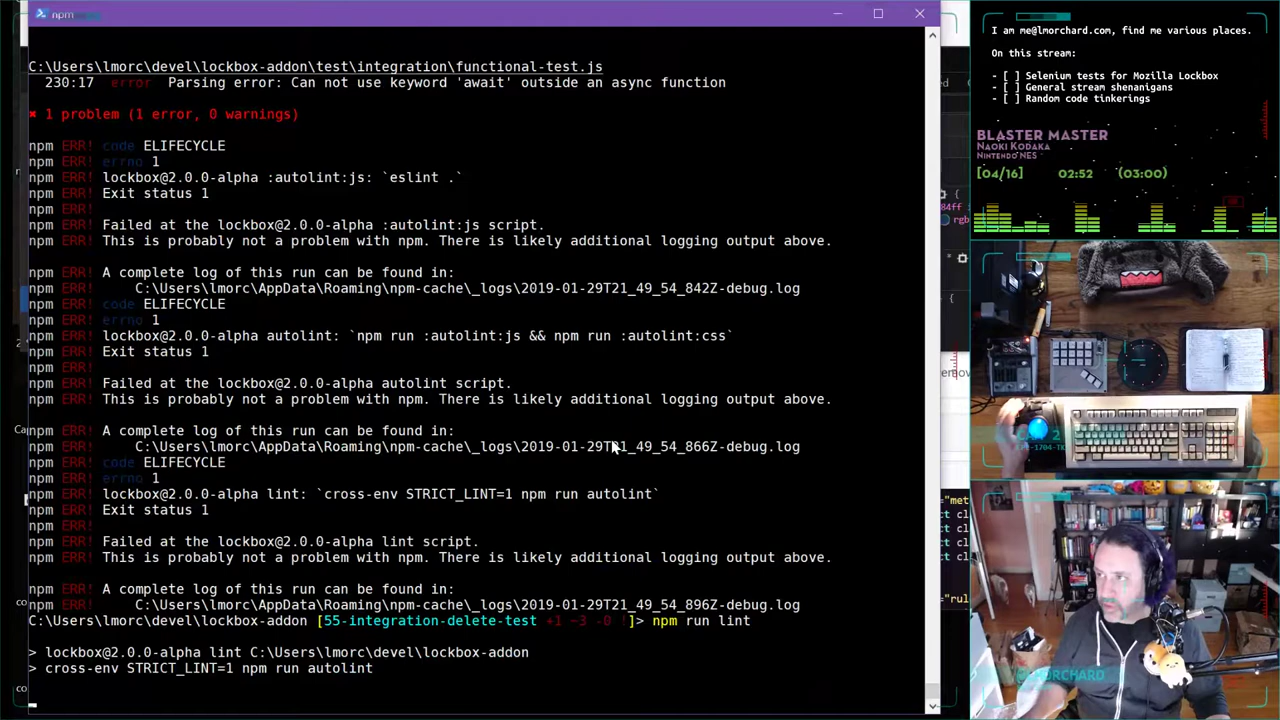 npm
C:\Users\lmorc\devel\lockbox-addon\test\integration\functional-test.js
230:17 error Parsing error: Can not use keyword 'await' outside an async function
✖ 1 problem (1 error, 0 warnings)
npm ERR! code ELIFECYCLE
npm ERR! errno 1
npm ERR! lockbox@2.0.0-alpha :autolint:js: `eslint .`
npm ERR! Exit status 1
npm ERR!
npm ERR! Failed at the lockbox@2.0.0-alpha :autolint:js script.
npm ERR! This is probably not a problem with npm. There is likely additional logging output above.
npm ERR! A complete log of this run can be found in:
npm ERR! C:\Users\lmorc\AppData\Roaming\npm-cache\_logs\2019-01-29T21_49_54_842Z-debug.log
npm ERR! code ELIFECYCLE
npm ERR! errno 1
npm ERR! lockbox@2.0.0-alpha autolint: `npm run :autolint:js && npm run :autolint:css`
npm ERR! Exit status 1
npm ERR!
npm ERR! Failed at the lockbox@2.0.0-alpha autolint script.
npm ERR! This is probably not a problem with npm. There is likely additional logging output above.
npm ERR! A complete log of this run can be found in:
npm ERR! C:\Users\lmorc\AppData\Roaming\npm-cache\_logs\2019-01-29T21_49_54_866Z-debug.log
npm ERR! code ELIFECYCLE
npm ERR! errno 1
npm ERR! lockbox@2.0.0-alpha lint: `cross-env STRICT_LINT=1 npm run autolint`
npm ERR! Exit status 1
npm ERR!
npm ERR! Failed at the lockbox@2.0.0-alpha lint script.
npm ERR! This is probably not a problem with npm. There is likely additional logging output above.
npm ERR! A complete log of this run can be found in:
npm ERR! C:\Users\lmorc\AppData\Roaming\npm-cache\_logs\2019-01-29T21_49_54_896Z-debug.log
C:\Users\lmorc\devel\lockbox-addon [55-integration-delete-test +1 ~3 -0 !]> npm run lint
> lockbox@2.0.0-alpha lint C:\Users\lmorc\devel\lockbox-addon
> cross-env STRICT_LINT=1 npm run autolint
I am me@lmorchard.com, find me various places.
On this stream:
- [ ] Selenium tests for Mozilla Lockbox
- [ ] General stream shenanigans
- [ ] Random code tinkerings
BLASTER MASTER
NAOKI KODAKA
NINTENDO NES
[04/16] 02:52 (03:00)
@LMORCHARD